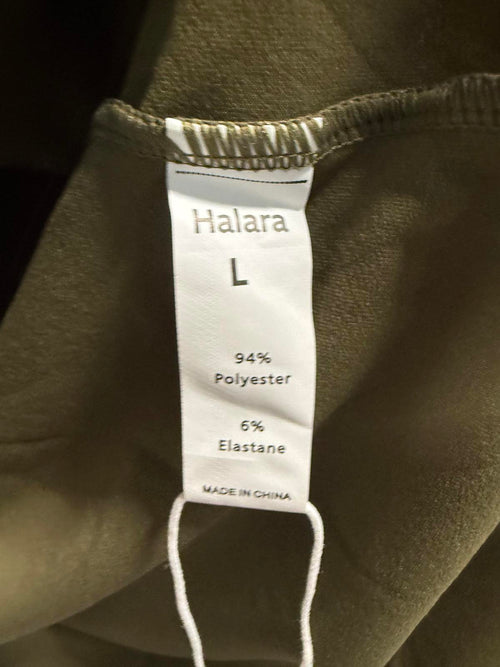 Halara
L
94%
Polyester
6%
Elastane
MADE IN CHINA